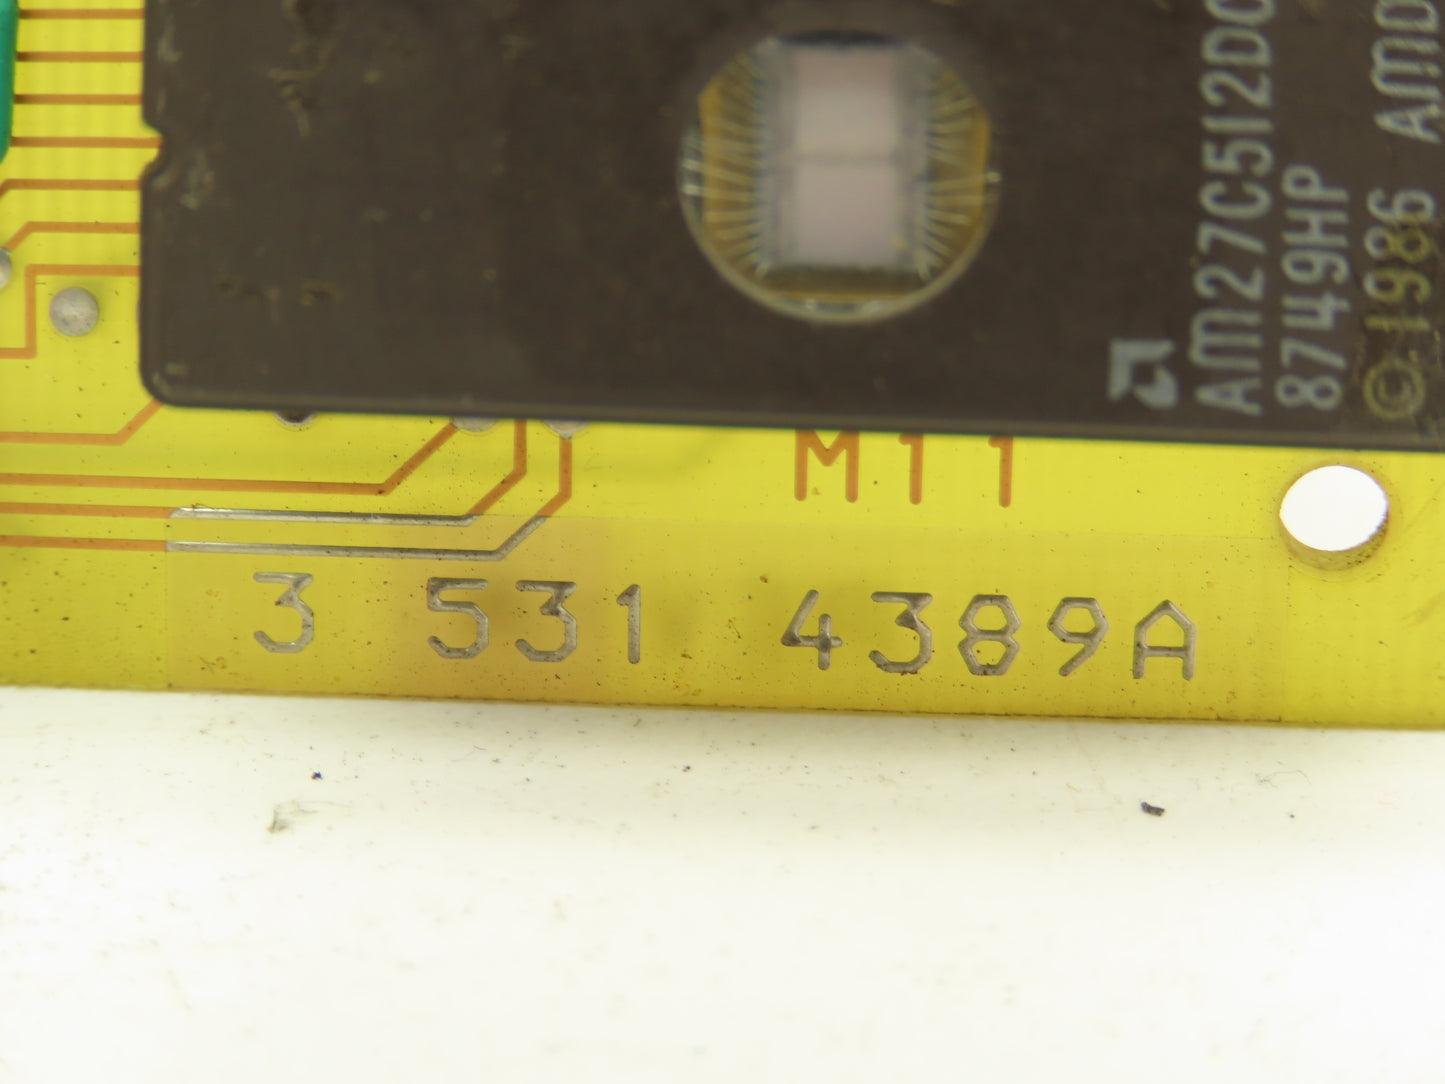 AM27C512DC
8749HP
© 1986 AMD
M11
3 531 4389A